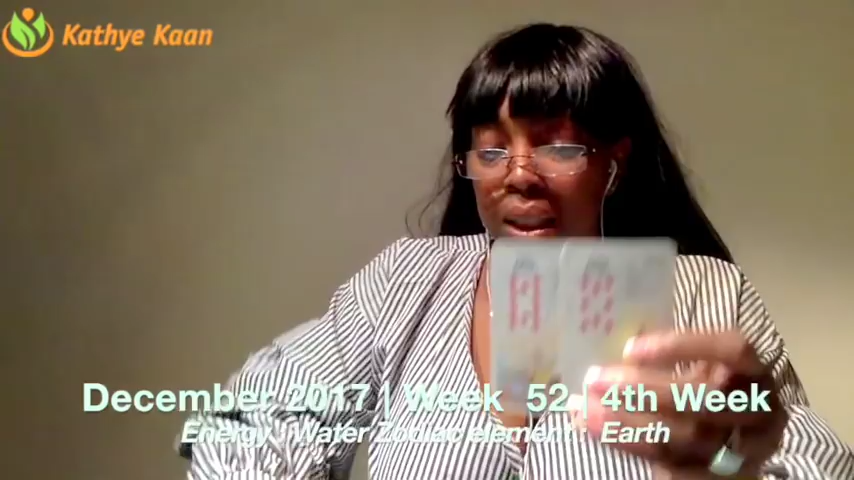 Kathye Kaan
December 2017 | Week 52 | 4th Week
Energy : Water Zodiac element : Earth